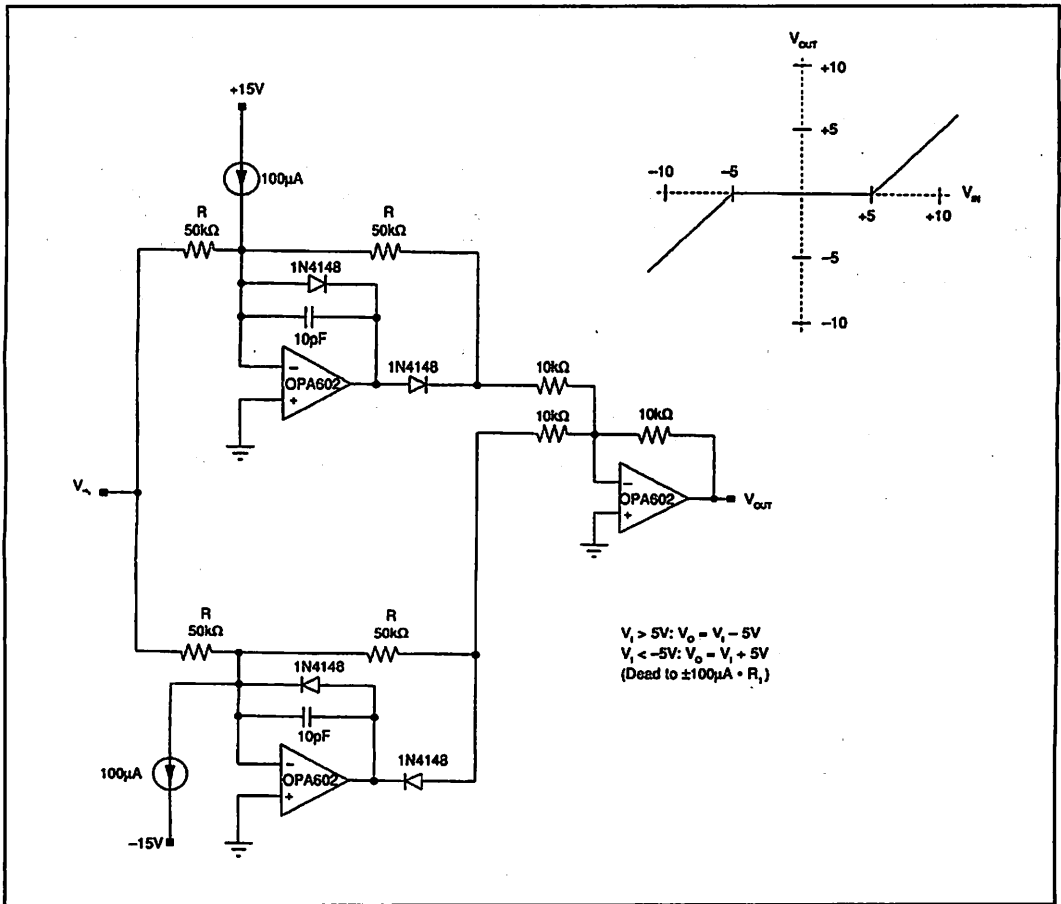 V_OUT
+10
+5
-10
-5
+5
+10
V_IN
-5
-10
+15V
100µA
R
50kΩ
R
50kΩ
1N4148
10pF
OPA602
1N4148
10kΩ
10kΩ
10kΩ
OPA602
V_OUT
R
50kΩ
R
50kΩ
1N4148
10pF
OPA602
1N4148
100µA
-15V
V_I > 5V: V_O = V_I - 5V
V_I < -5V: V_O = V_I + 5V
(Dead to ±100µA • R_1)